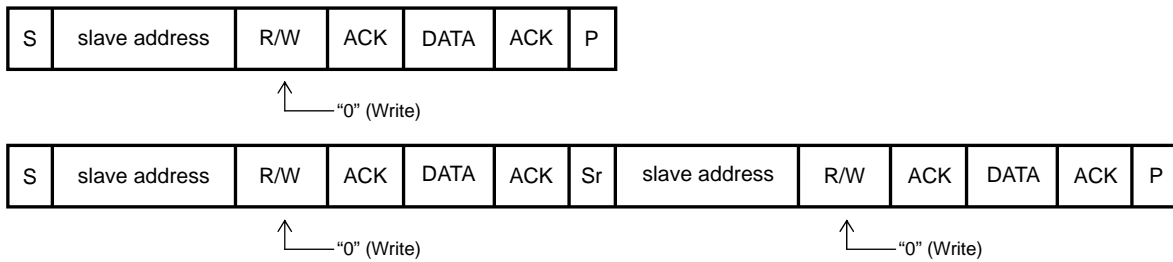 S slave address R/W ACK DATA ACK P
“0” (Write)
S slave address R/W ACK DATA ACK Sr slave address R/W ACK DATA ACK P
“0” (Write) “0” (Write)